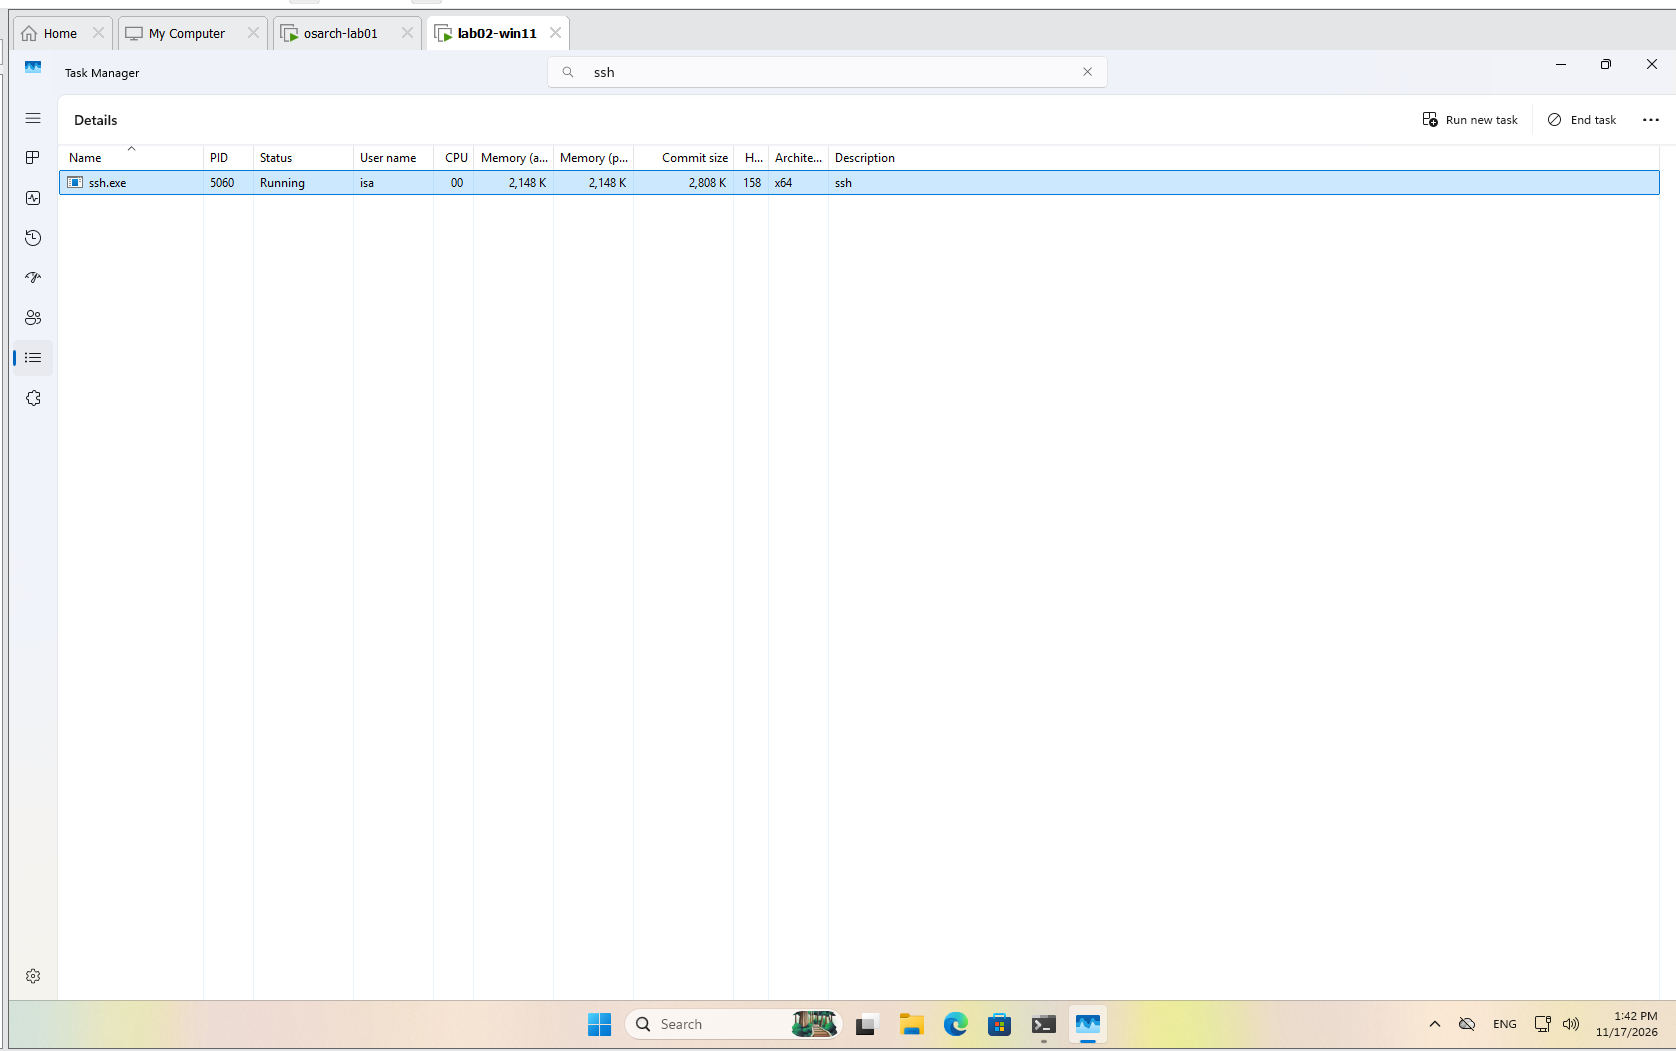 Home My Computer osarch-lab01 lab02-win11
Task Manager ssh
Details Run new task End task
Name PID Status User name CPU Memory (a... Memory (p... Commit size H... Archite... Description
ssh.exe 5060 Running isa 00 2,148 K 2,148 K 2,808 K 158 x64 ssh
Search ENG 1:42 PM
11/17/2026